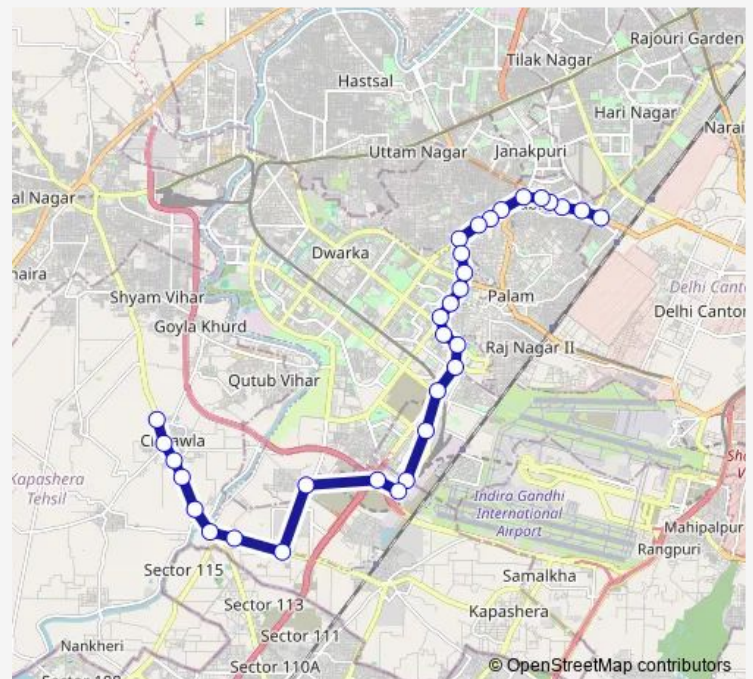 Rajouri Garden
Tilak Nagar
Hastsal
Hari Nagar
Uttam Nagar
Janakpuri
Narai
al Nagar
Dwarka
naira
Palam
Shyam Vihar
Delhi Canto
Goyla Khurd
Delhi Cantor
Raj Nagar II
Qutub Vihar
Kapashera
Tehsil
Indira Gandhi
International
Airport
Mahipalpur
Rangpuri
Sector 115
Samalkha
Sector 113
Kapashera
Sector 111
Nankheri
Sector 110A
© OpenStreetMap contributors